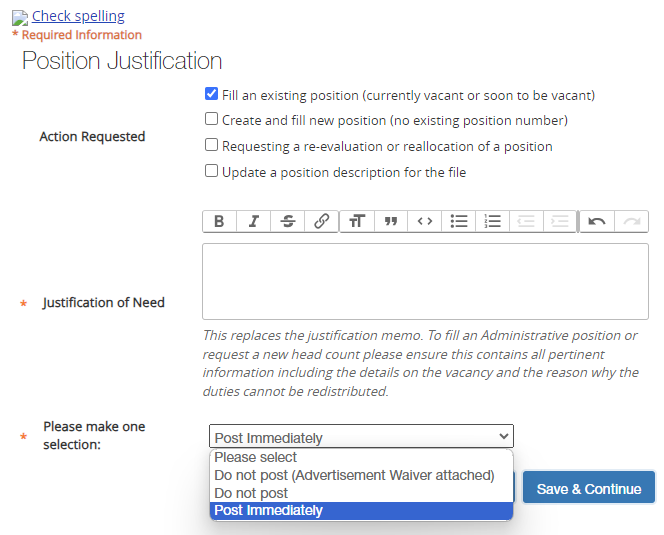 Check spelling
* Required Information
Position Justification
Action Requested
Fill an existing position (currently vacant or soon to be vacant)
Create and fill new position (no existing position number)
Requesting a re-evaluation or reallocation of a position
Update a position description for the file
* Justification of Need
This replaces the justification memo. To fill an Administrative position or
request a new head count please ensure this contains all pertinent
information including the details on the vacancy and the reason why the
duties cannot be redistributed.
* Please make one
selection:
Post Immediately
Please select
Do not post (Advertisement Waiver attached)
Do not post
Post Immediately
Save & Continue